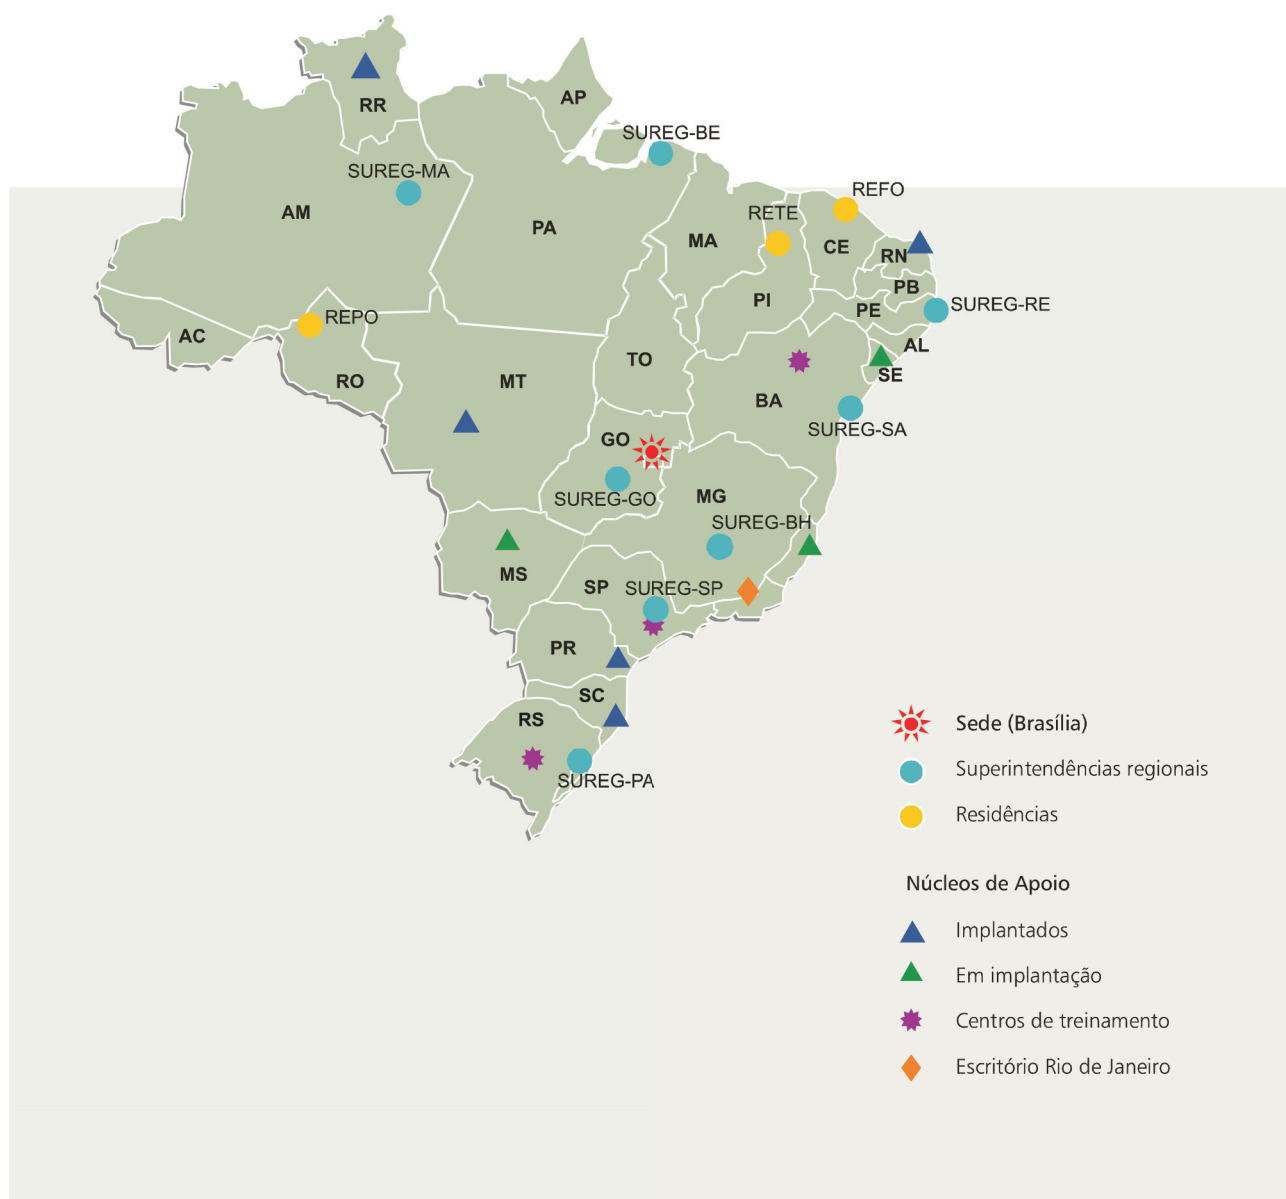 RR
AP
SUREG-BE
SUREG-MA
REFO
RETE
AM
PA
MA
CE
RN
PB
PI
PE
SUREG-RE
REPO
AC
AL
TO
SE
RO
MT
BA
SUREG-SA
GO
SUREG-GO
MG
SUREG-BH
MS
SP
SUREG-SP
PR
SC
RS
SUREG-PA
Sede (Brasília)
Superintendências regionais
Residências
Núcleos de Apoio
Implantados
Em implantação
Centros de treinamento
Escritório Rio de Janeiro